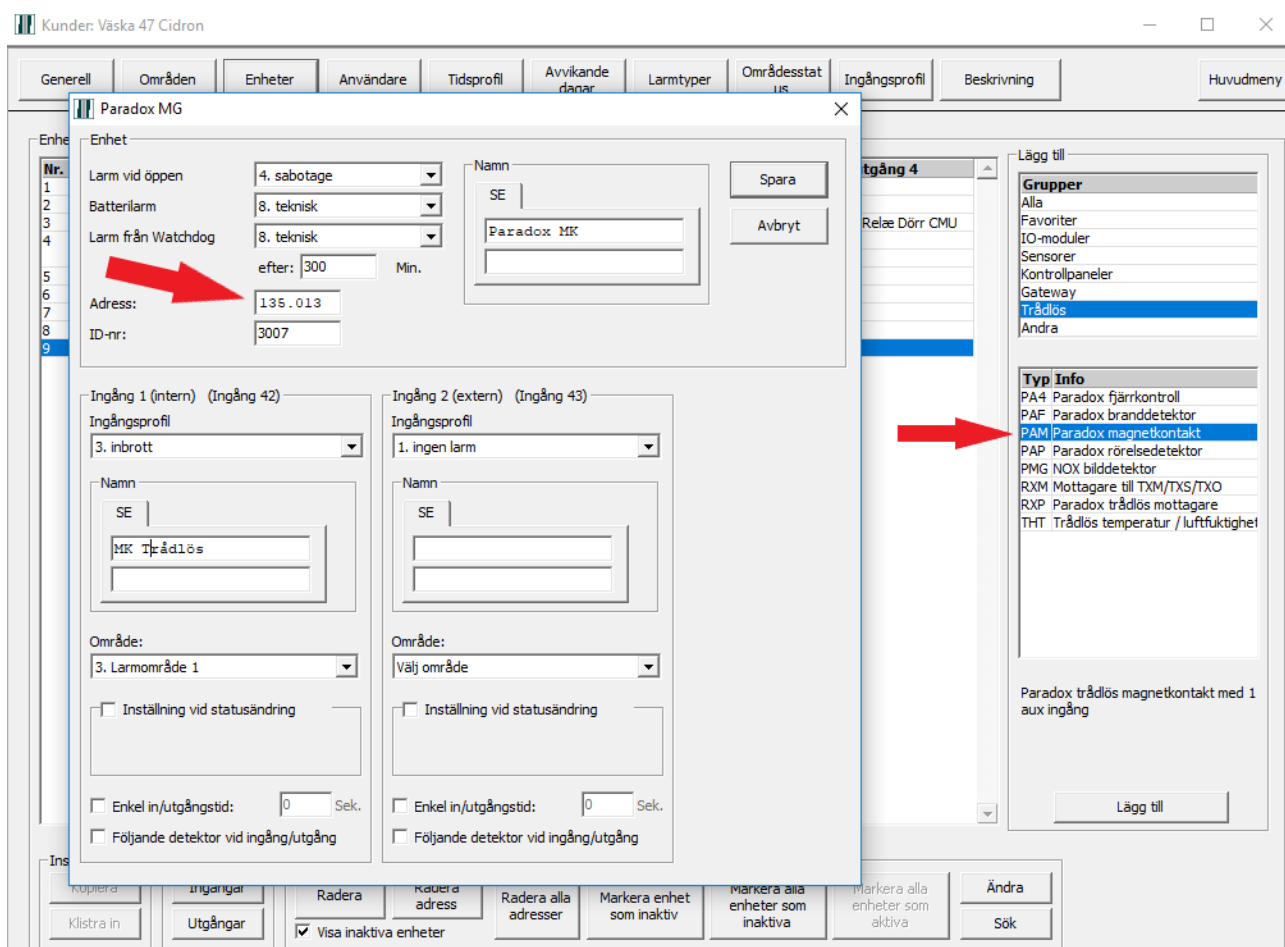 Kunder: Väska 47 Cidron
Generell Områden Enheter Användare Tidsprofil Avvikande dagar Larmtyper Områdesstat us Ingångsprofil Beskrivning Huvudmeny
Paradox MG
Enhe
Nr.
1
2
3
4
5
6
7
8
9
Enhet
Larm vid öppen 4. sabotage
Batterilarm 8. teknisk
Larm från Watchdog 8. teknisk
efter: 300 Min.
Adress: 135.013
ID-nr: 3007
Namn
SE
Paradox MK
Spara
Avbryt
Ingång 1 (intern) (Ingång 42)
Ingångsprofil
3. inbrott
Namn
SE
MK Trådlös
Område:
3. Larmområde 1
Inställning vid statusändring
Enkel in/utgångstid: 0 Sek.
Följande detektor vid ingång/utgång
Ingång 2 (extern) (Ingång 43)
Ingångsprofil
1. ingen larm
Namn
SE
Område:
Välj område
Inställning vid statusändring
Enkel in/utgångstid: 0 Sek.
Följande detektor vid ingång/utgång
tgång 4
Relæ Dörr CMU
Lägg till
Grupper
Alla
Favoriter
IO-moduler
Sensorer
Kontrollpaneler
Gateway
Trådlös
Andra
Typ Info
PA4 Paradox fjärrkontroll
PAF Paradox branddetektor
PAM Paradox magnetkontakt
PAP Paradox rörelsedetektor
PMG NOX bilddetektor
RXM Mottagare till TXM/TXS/TXO
RXP Paradox trådlös mottagare
THT Trådlös temperatur / luftfuktighet
Paradox trådlös magnetkontakt med 1
aux ingång
Lägg till
Ins
Kopiera
Klistra in
Ingångar
Utgångar
Radera
Radera
adress
Radera alla
adresser
Markera enhet
som inaktiv
Markera alla
enheter som
inaktiva
Markera alla
enheter som
aktiva
Ändra
Sök
Visa inaktiva enheter